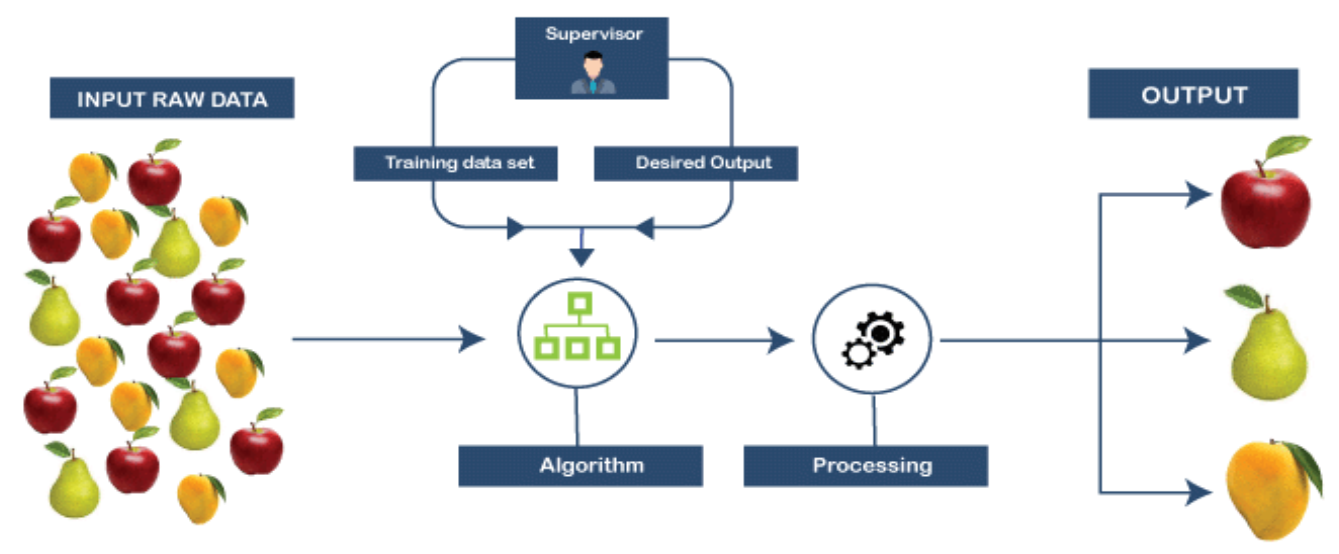 Supervisor
INPUT RAW DATA
OUTPUT
Training data set
Desired Output
Algorithm
Processing